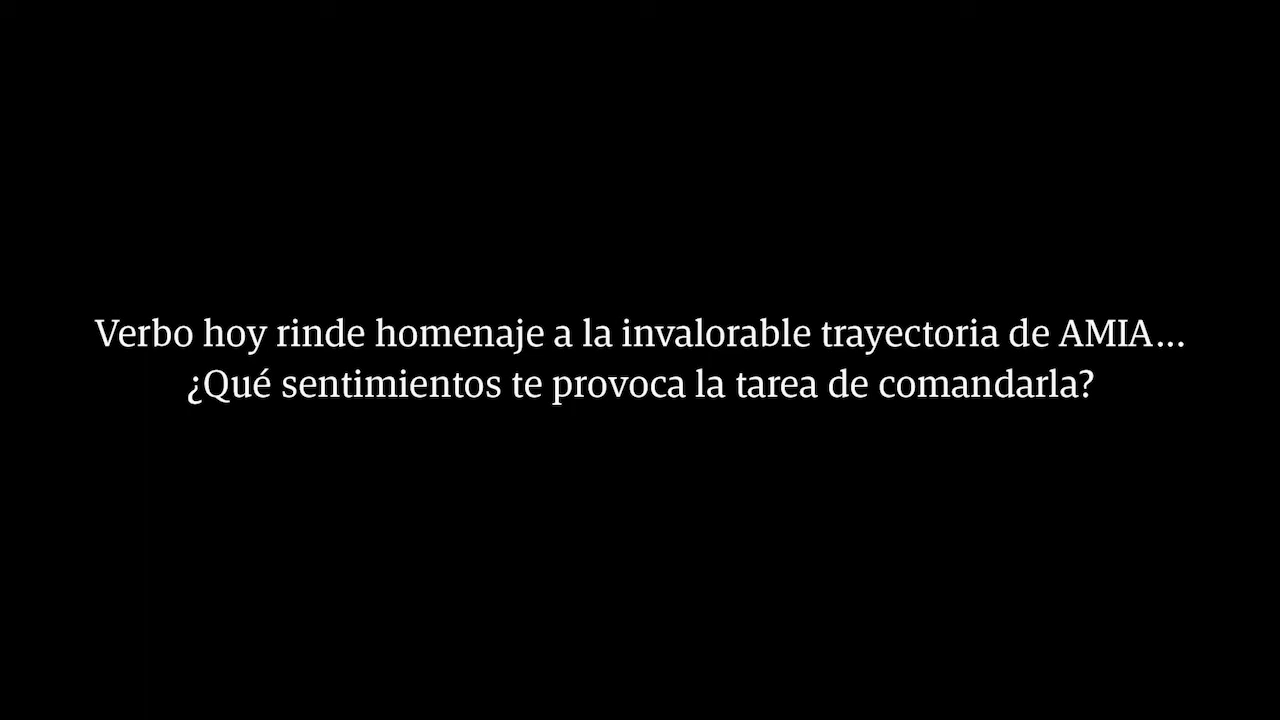 Verbo hoy rinde homenaje a la invalorable trayectoria de AMIA...
¿Qué sentimientos te provoca la tarea de comandarla?